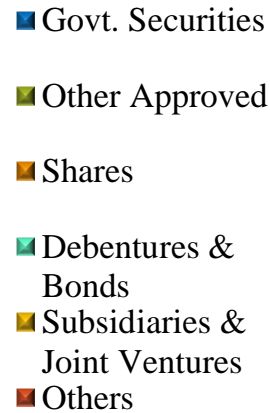 Govt. Securities
Other Approved
Shares
Debentures &
Bonds
Subsidiaries &
Joint Ventures
Others